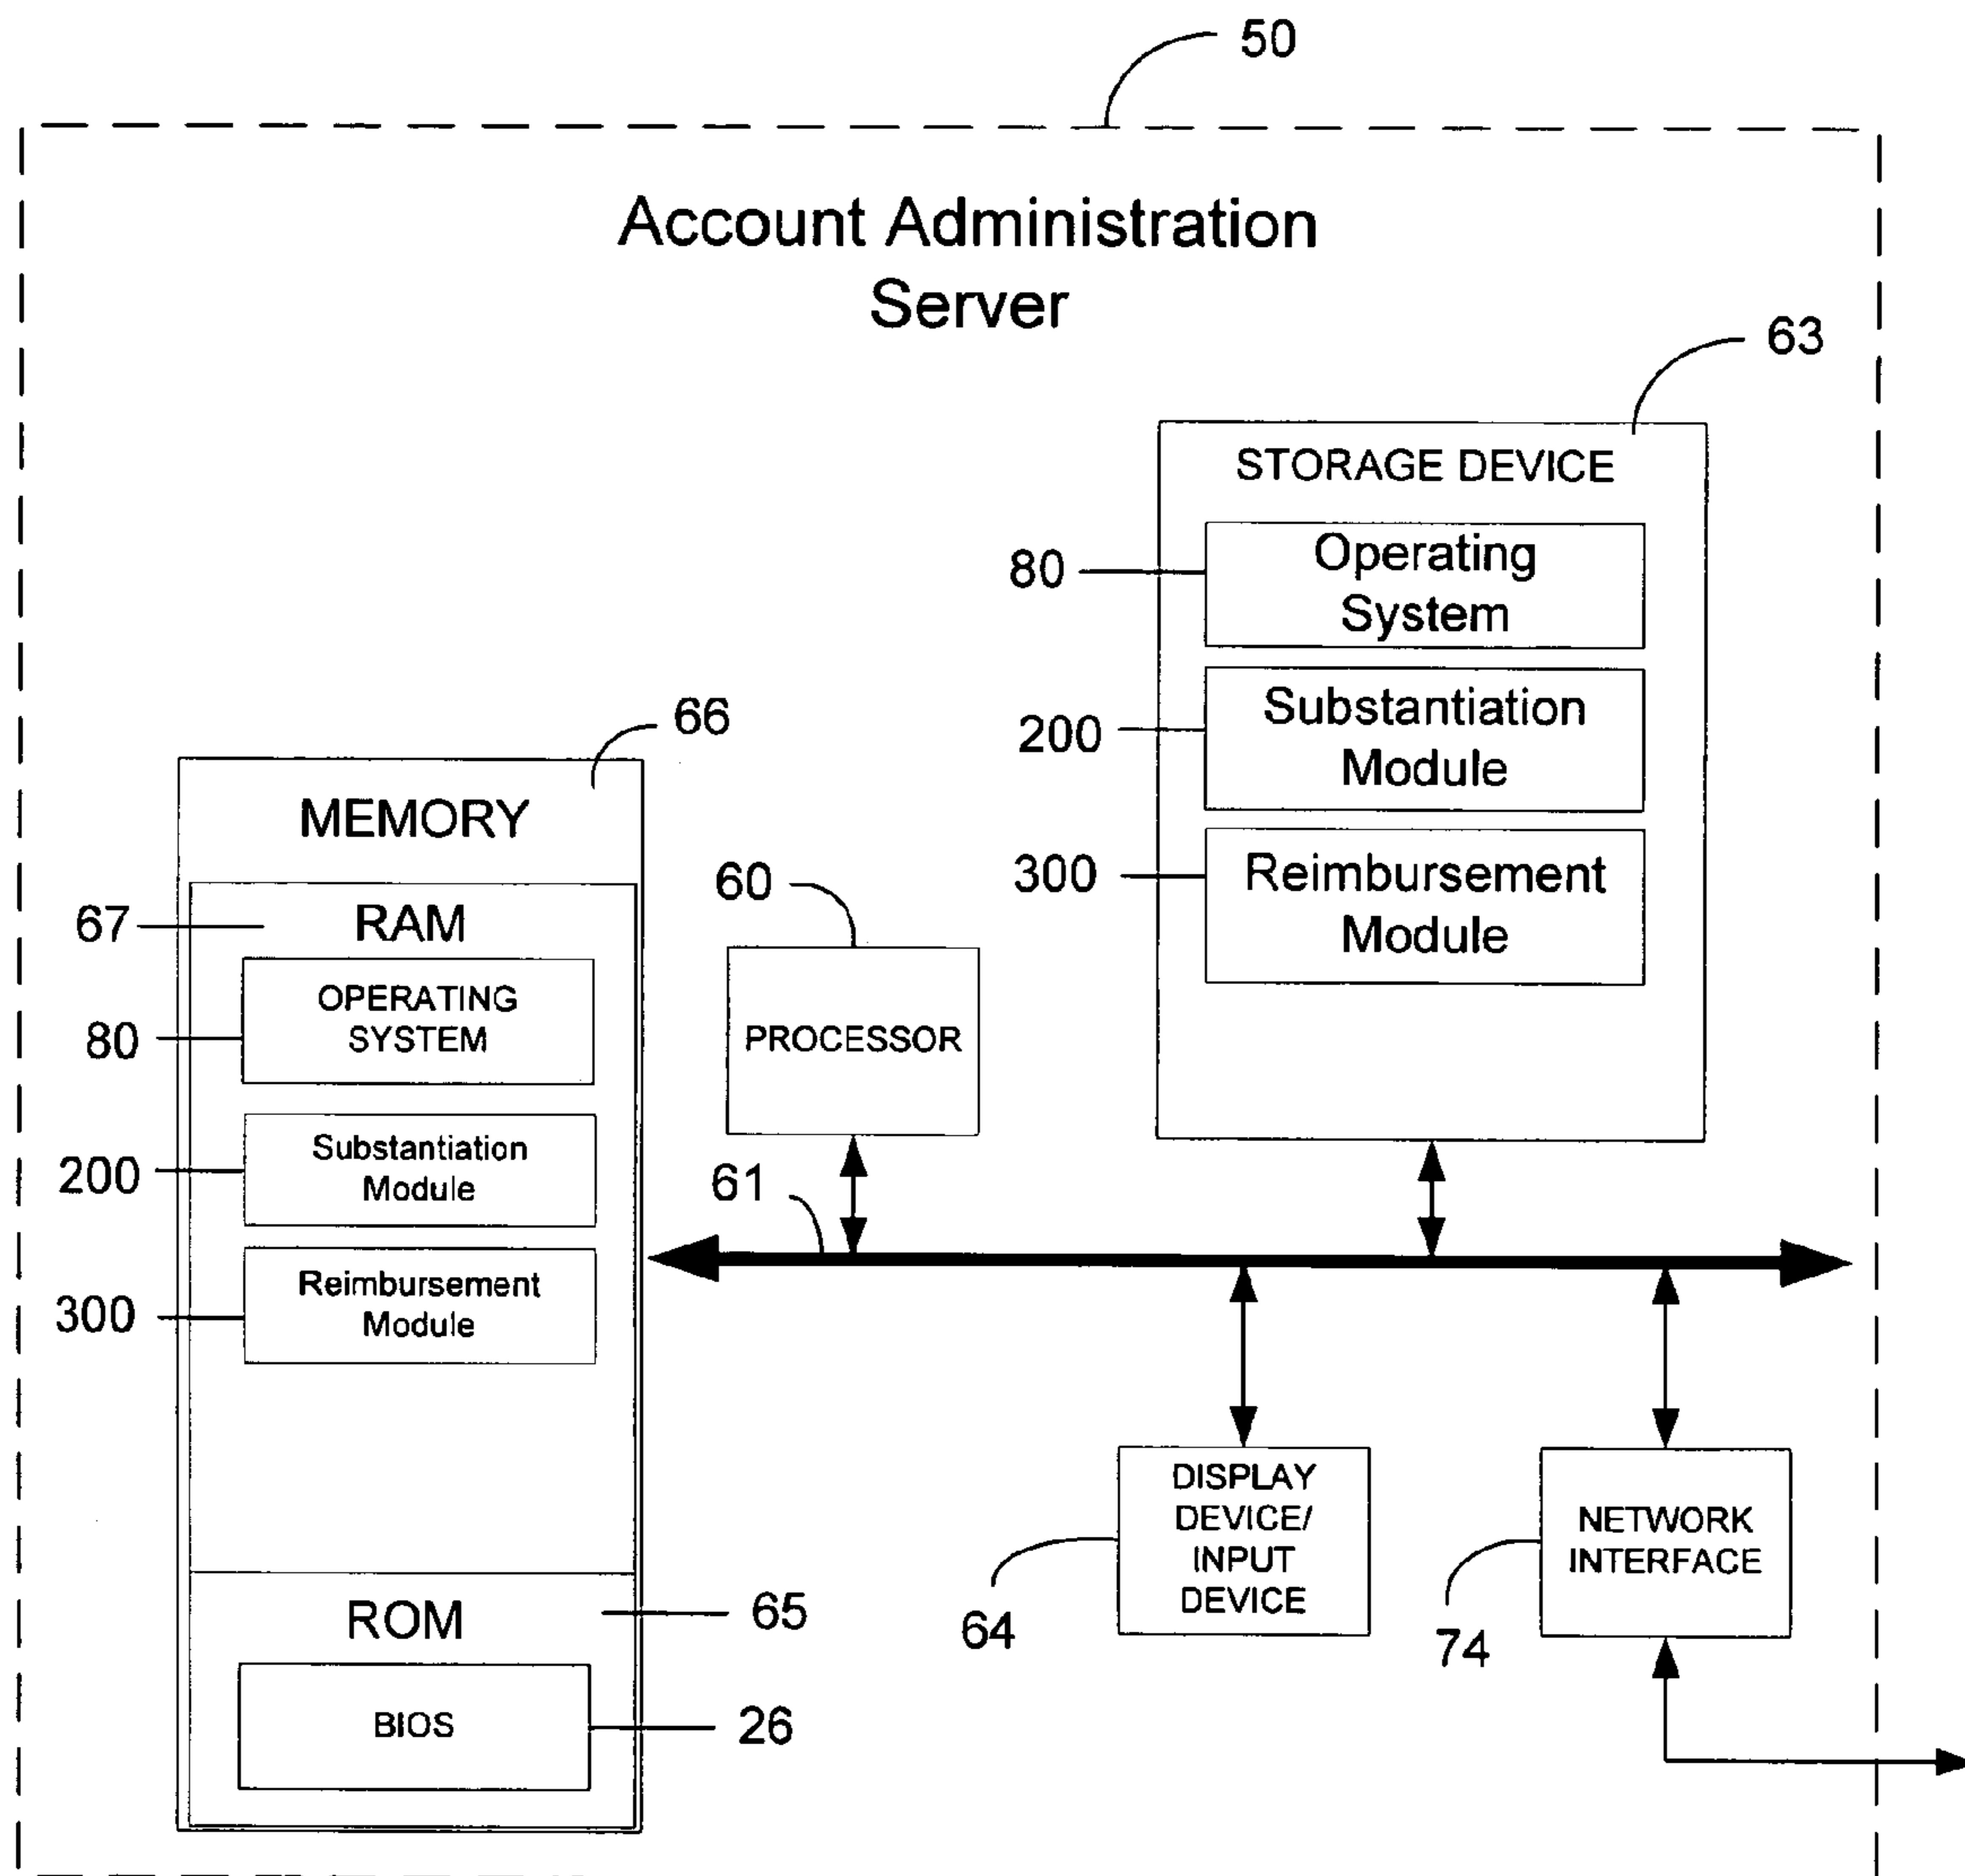 50
Account Administration
Server
63
STORAGE DEVICE
80
Operating
System
200
Substantiation
Module
300
Reimbursement
Module
66
MEMORY
67
RAM
80
OPERATING
SYSTEM
200
Substantiation
Module
300
Reimbursement
Module
ROM
65
BIOS
26
60
PROCESSOR
61
DISPLAY
DEVICE/
INPUT
DEVICE
64
NETWORK
INTERFACE
74